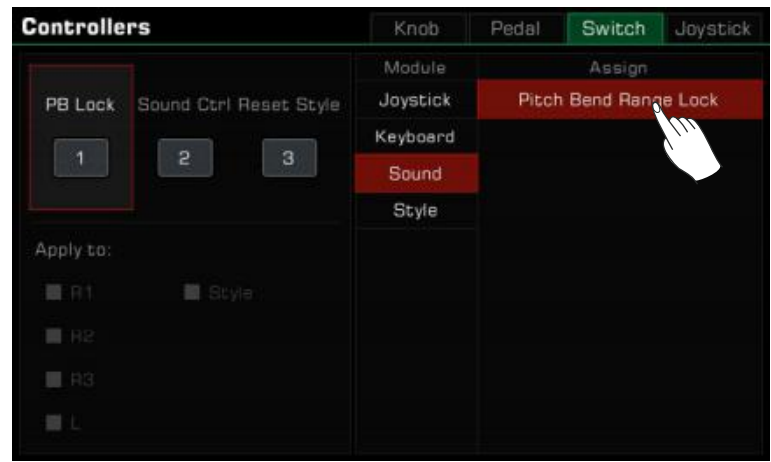 Controllers
Knob Pedal Switch Joystick
PB Lock Sound Ctrl Reset Style
1 2 3
Apply to:
R1 Style
R2
R3
L
Module Assign
Joystick Pitch Bend Range Lock
Keyboard
Sound
Style